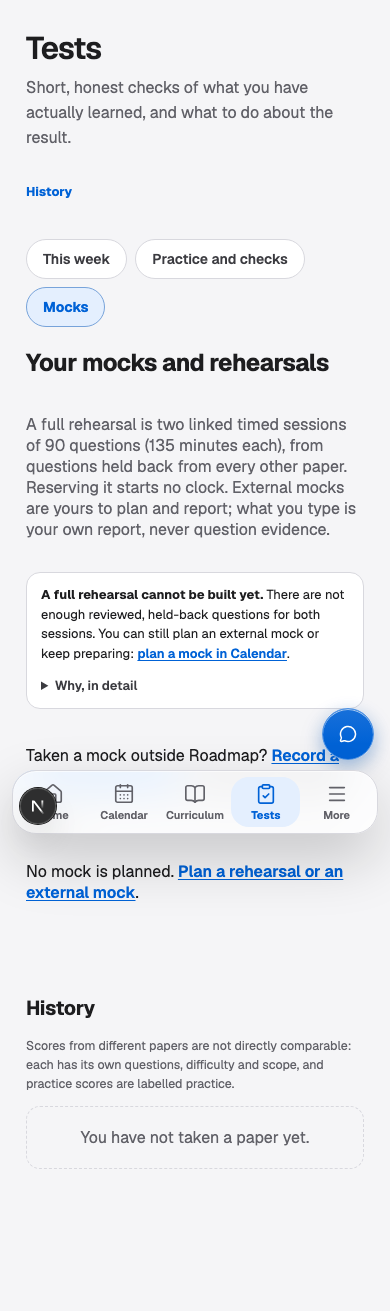 Tests
Short, honest checks of what you have
actually learned, and what to do about the
result.
History
This week
Practice and checks
Mocks
Your mocks and rehearsals
A full rehearsal is two linked timed sessions
of 90 questions (135 minutes each), from
questions held back from every other paper.
Reserving it starts no clock. External mocks
are yours to plan and report; what you type is
your own report, never question evidence.
A full rehearsal cannot be built yet. There are not
enough reviewed, held-back questions for both
sessions. You can still plan an external mock or
keep preparing: plan a mock in Calendar.
Why, in detail
Taken a mock outside Roadmap? Record a
N
Calendar
Curriculum
Tests
More
No mock is planned. Plan a rehearsal or an
external mock.
History
Scores from different papers are not directly comparable:
each has its own questions, difficulty and scope, and
practice scores are labelled practice.
You have not taken a paper yet.